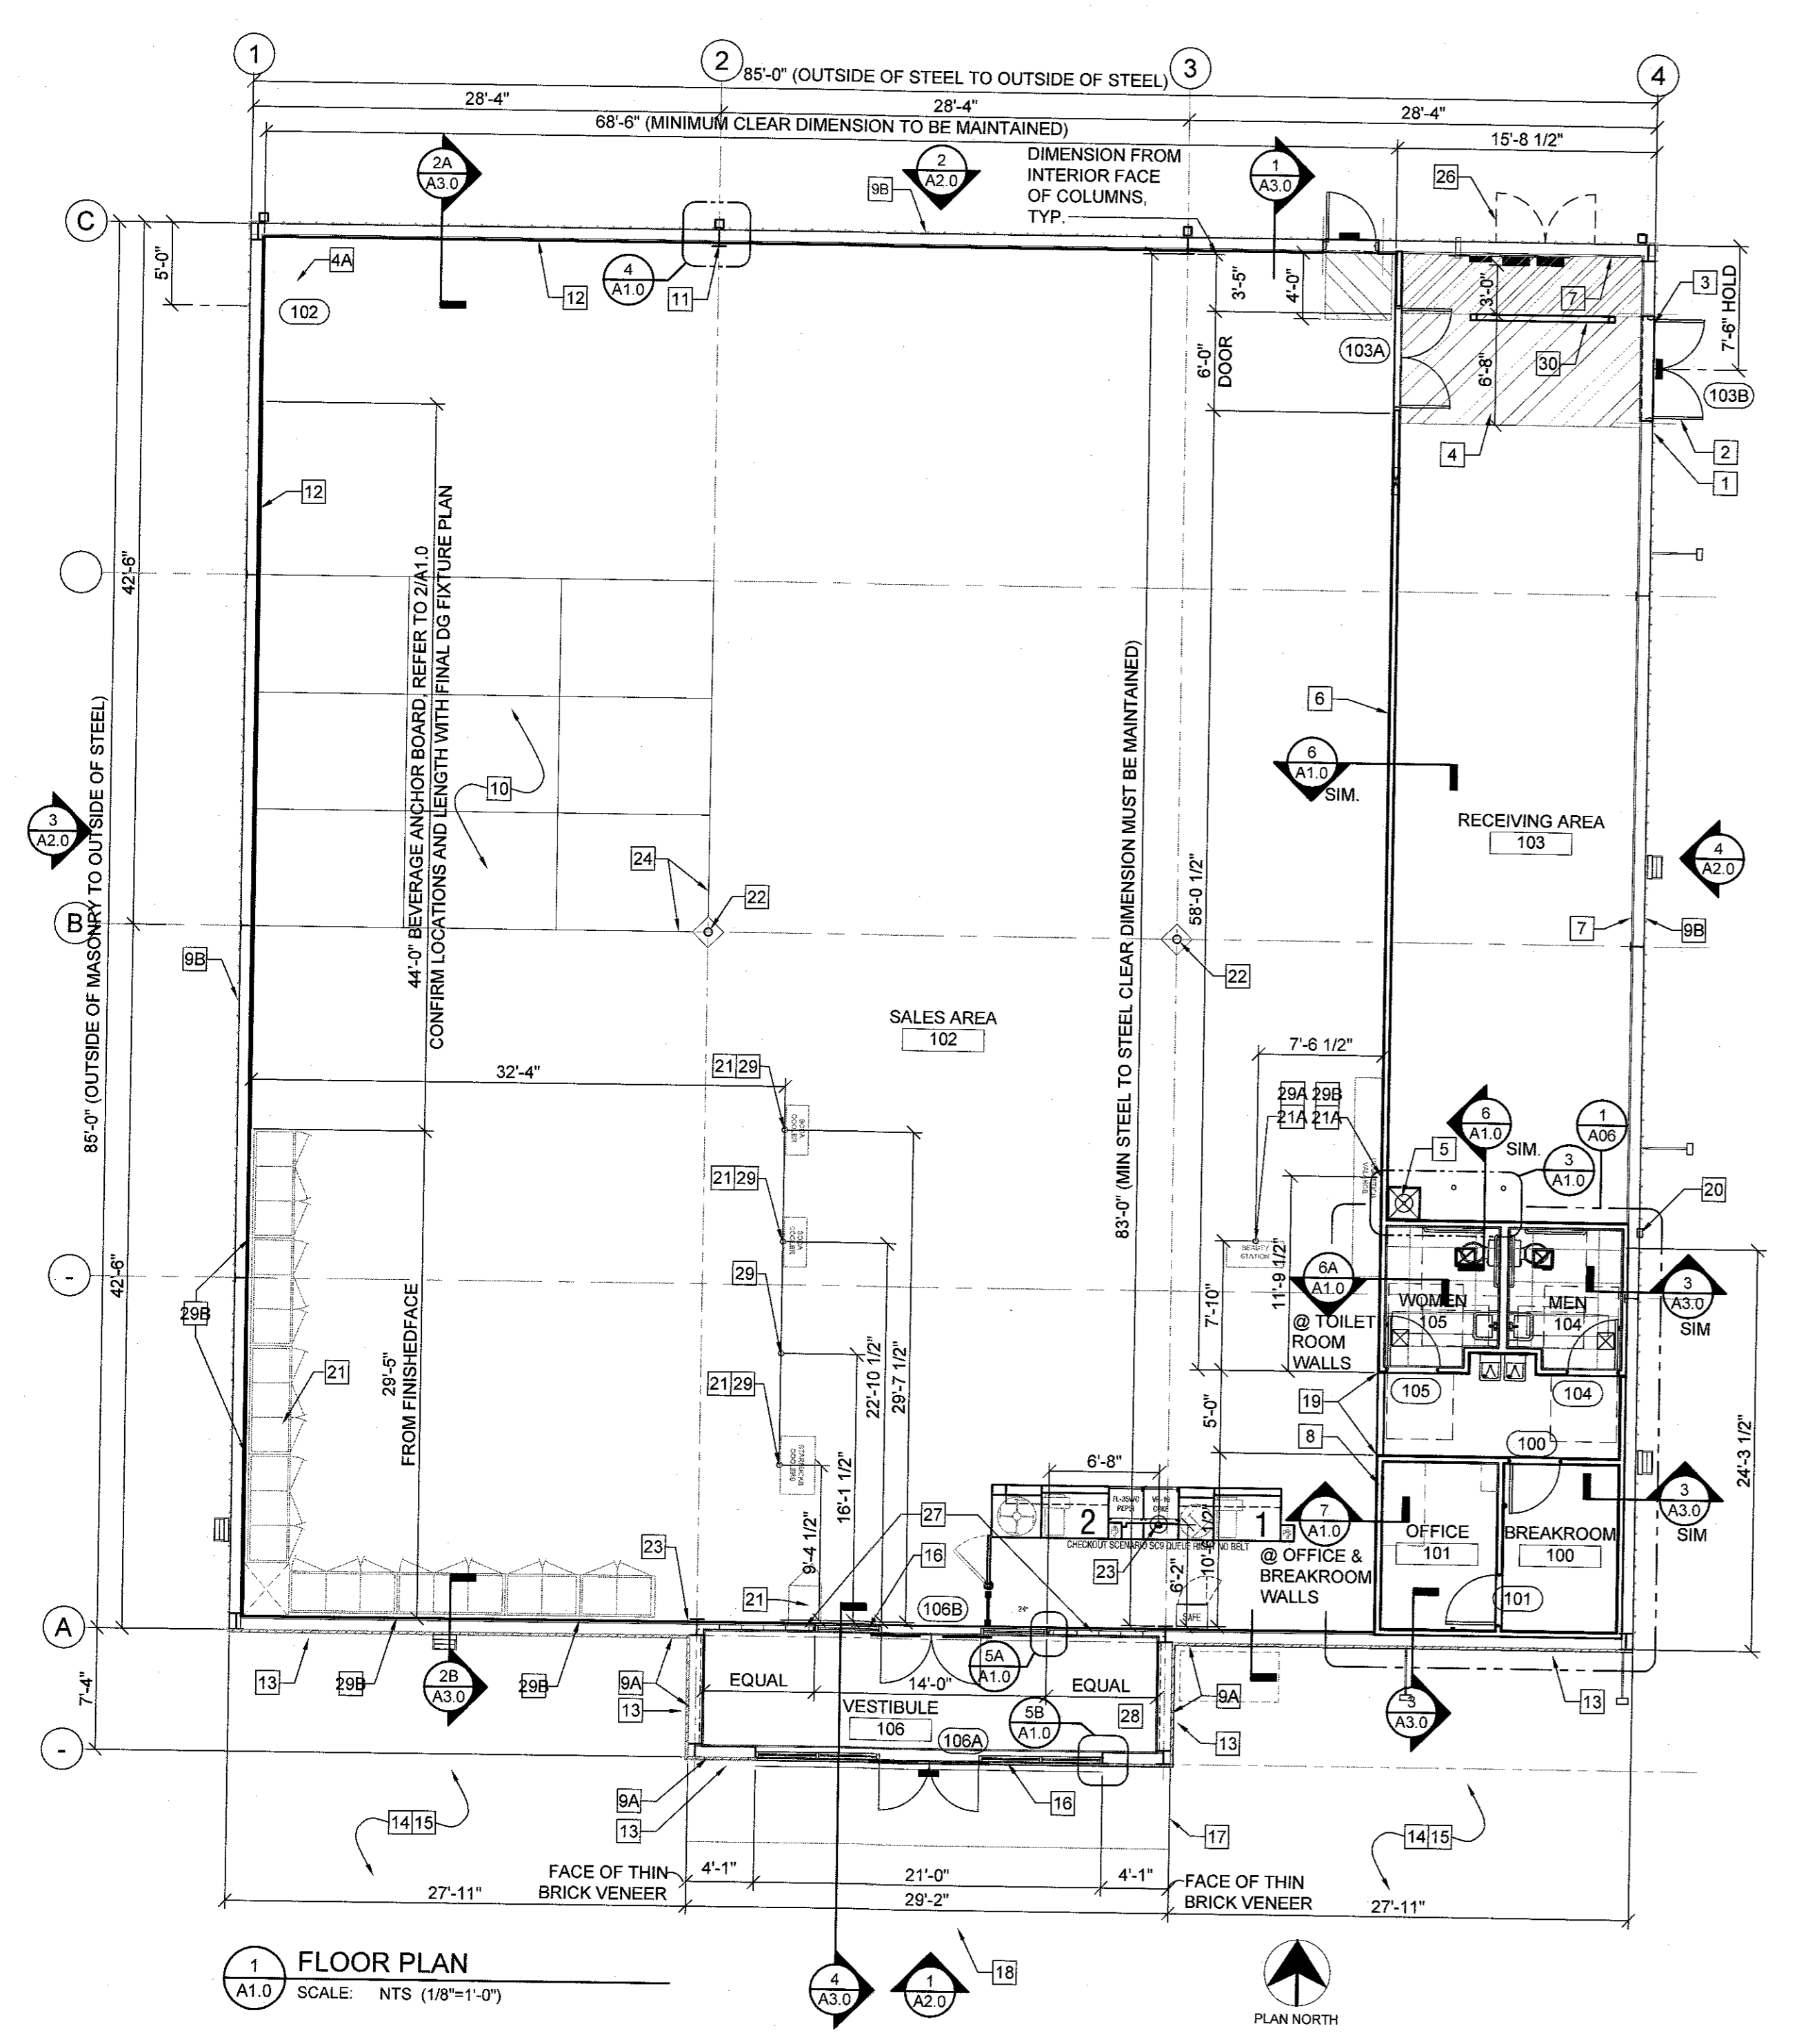 1
2
3
4
85'-0" (OUTSIDE OF STEEL TO OUTSIDE OF STEEL)
28'-4"
28'-4"
28'-4"
68'-6" (MINIMUM CLEAR DIMENSION TO BE MAINTAINED)
15'-8 1/2"
2A
A3.0
2
A2.0
9B
DIMENSION FROM
INTERIOR FACE
OF COLUMNS,
TYP.
1
A3.0
26
C
5'-0"
4A
102
4
A1.0
12
11
3'-5"
4'-0"
3'-0"
7
3
7'-6" HOLD
103A
6'-0"
DOOR
6'-8"
30
103B
4
2
1
12
42'-6"
85'-0" (OUTSIDE OF MASONRY TO OUTSIDE OF STEEL)
44'-0" BEVERAGE ANCHOR BOARD, REFER TO 2/A1.0
CONFIRM LOCATIONS AND LENGTH WITH FINAL DG FIXTURE PLAN
83'-0" (MIN STEEL TO STEEL CLEAR DIMENSION MUST BE MAINTAINED)
6
6
A1.0
SIM.
10
RECEIVING AREA
103
3
A2.0
4
A2.0
24
22
58'-0 1/2"
B
9B
22
7
9B
SALES AREA
102
7'-6 1/2"
32'-4"
21 29
SODA
COOLER
29A 29B
21A 21A
6
A1.0
SIM.
5
1
A06
3
A1.0
21 29
SODA
COOLER
20
-
42'-6"
29
BEAUTY
STATION
11'-9 1/2"
7'-10"
6A
A1.0
@ TOILET
ROOM
WALLS
WOMEN
105
MEN
104
3
A3.0
SIM
29B
21
29'-5"
FROM FINISHEDFACE
21 29
STARBUCKS
COOLERS
22'-10 1/2"
29'-7 1/2"
16'-1 1/2"
9'-4 1/2"
5'-0"
19
105
104
8
100
24'-3 1/2"
6'-8"
27
2
1
CHECKOUT SCENARIO SC9 QUEUE RIGHT NO BELT
7
A1.0
@ OFFICE &
BREAKROOM
WALLS
OFFICE
101
BREAKROOM
100
3
A3.0
SIM
23
16
21
106B
24"
23
6'-2"
10'-6 1/2"
SAFE
101
A
13
29B
2B
A3.0
29B
9A
13
EQUAL
14'-0"
EQUAL
5A
A1.0
VESTIBULE
106
5B
A1.0
28
106A
9A
13
3
A3.0
13
7'-4"
-
9A
13
16
14 15
17
14 15
FACE OF THIN
BRICK VENEER
4'-1"
21'-0"
4'-1"
FACE OF THIN
BRICK VENEER
27'-11"
29'-2"
27'-11"
1
A1.0
FLOOR PLAN
SCALE: NTS (1/8"=1'-0")
4
A3.0
1
A2.0
18
PLAN NORTH